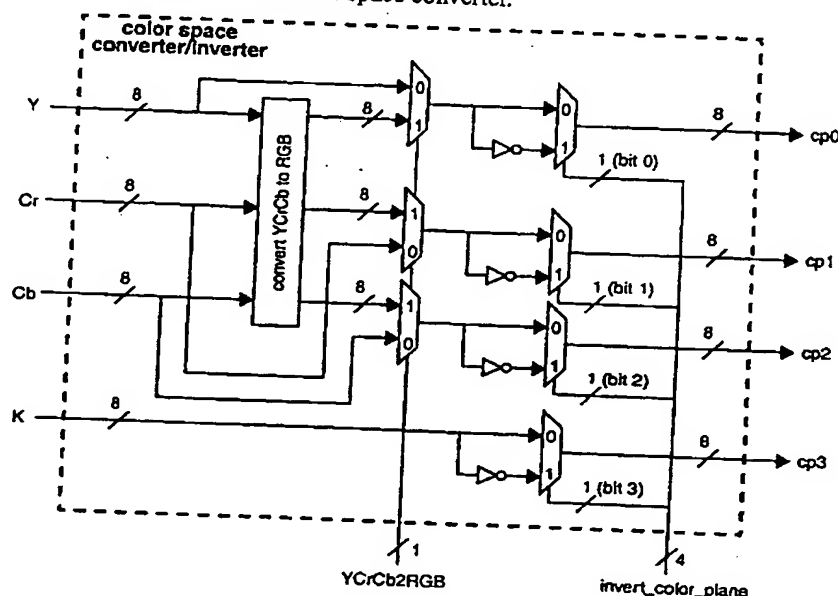 space converter.
color space
converter/inverter
Y
8
0
8
1
0
1
8
cp0
1 (bit 0)
Cr
8
convert YCrCb to RGB
8
1
0
0
1
8
cp1
1 (bit 1)
Cb
8
8
1
0
0
1
8
cp2
1 (bit 2)
K
8
0
1
8
cp3
1 (bit 3)
1
YCrCb2RGB
4
invert_color_plane